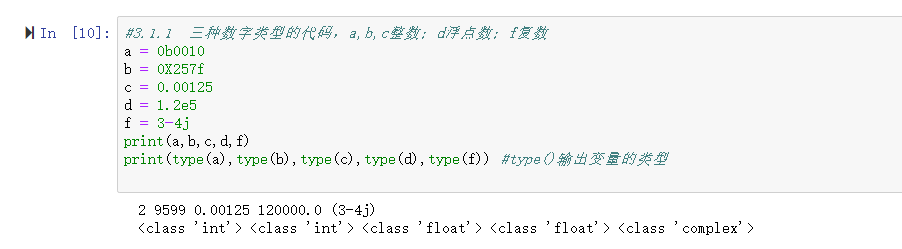 In [10]: #3.1.1 三种数字类型的代码，a,b,c整数; d浮点数; f复数
a = 0b0010
b = 0X257f
c = 0.00125
d = 1.2e5
f = 3-4j
print(a,b,c,d,f)
print(type(a),type(b),type(c),type(d),type(f)) #type()输出变量的类型
2 9599 0.00125 120000.0 (3-4j)
<class 'int'> <class 'int'> <class 'float'> <class 'float'> <class 'complex'>